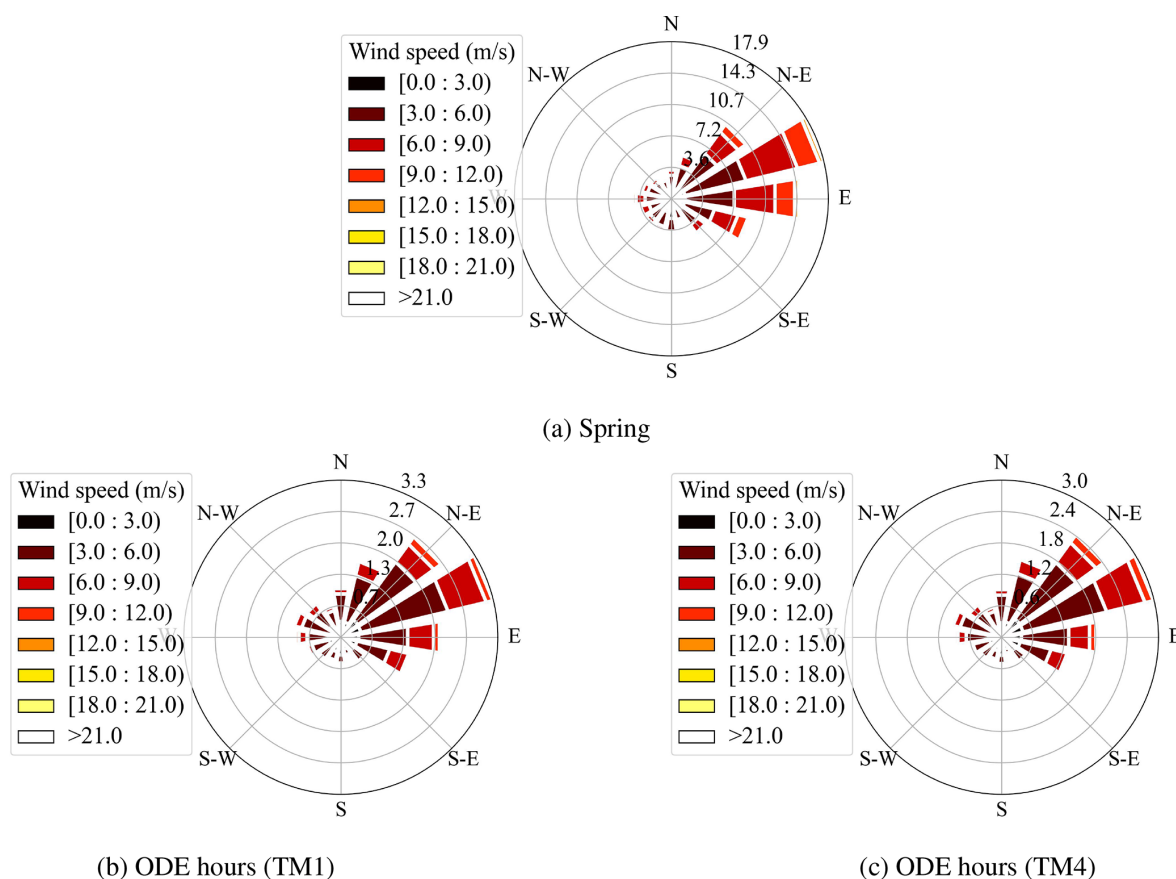 N
Wind speed (m/s)
[0.0 : 3.0)
[3.0 : 6.0)
[6.0 : 9.0)
[9.0 : 12.0)
[12.0 : 15.0)
[15.0 : 18.0)
[18.0 : 21.0)
>21.0
17.9
14.3
10.7
7.2
3.6
N-W
N-E
W
E
S-W
S-E
S
(a) Spring
N
Wind speed (m/s)
[0.0 : 3.0)
[3.0 : 6.0)
[6.0 : 9.0)
[9.0 : 12.0)
[12.0 : 15.0)
[15.0 : 18.0)
[18.0 : 21.0)
>21.0
3.3
2.7
2.0
1.3
0.7
N-W
N-E
W
E
S-W
S-E
S
(b) ODE hours (TM1)
N
Wind speed (m/s)
[0.0 : 3.0)
[3.0 : 6.0)
[6.0 : 9.0)
[9.0 : 12.0)
[12.0 : 15.0)
[15.0 : 18.0)
[18.0 : 21.0)
>21.0
3.0
2.4
1.8
1.2
0.6
N-W
N-E
W
E
S-W
S-E
S
(c) ODE hours (TM4)